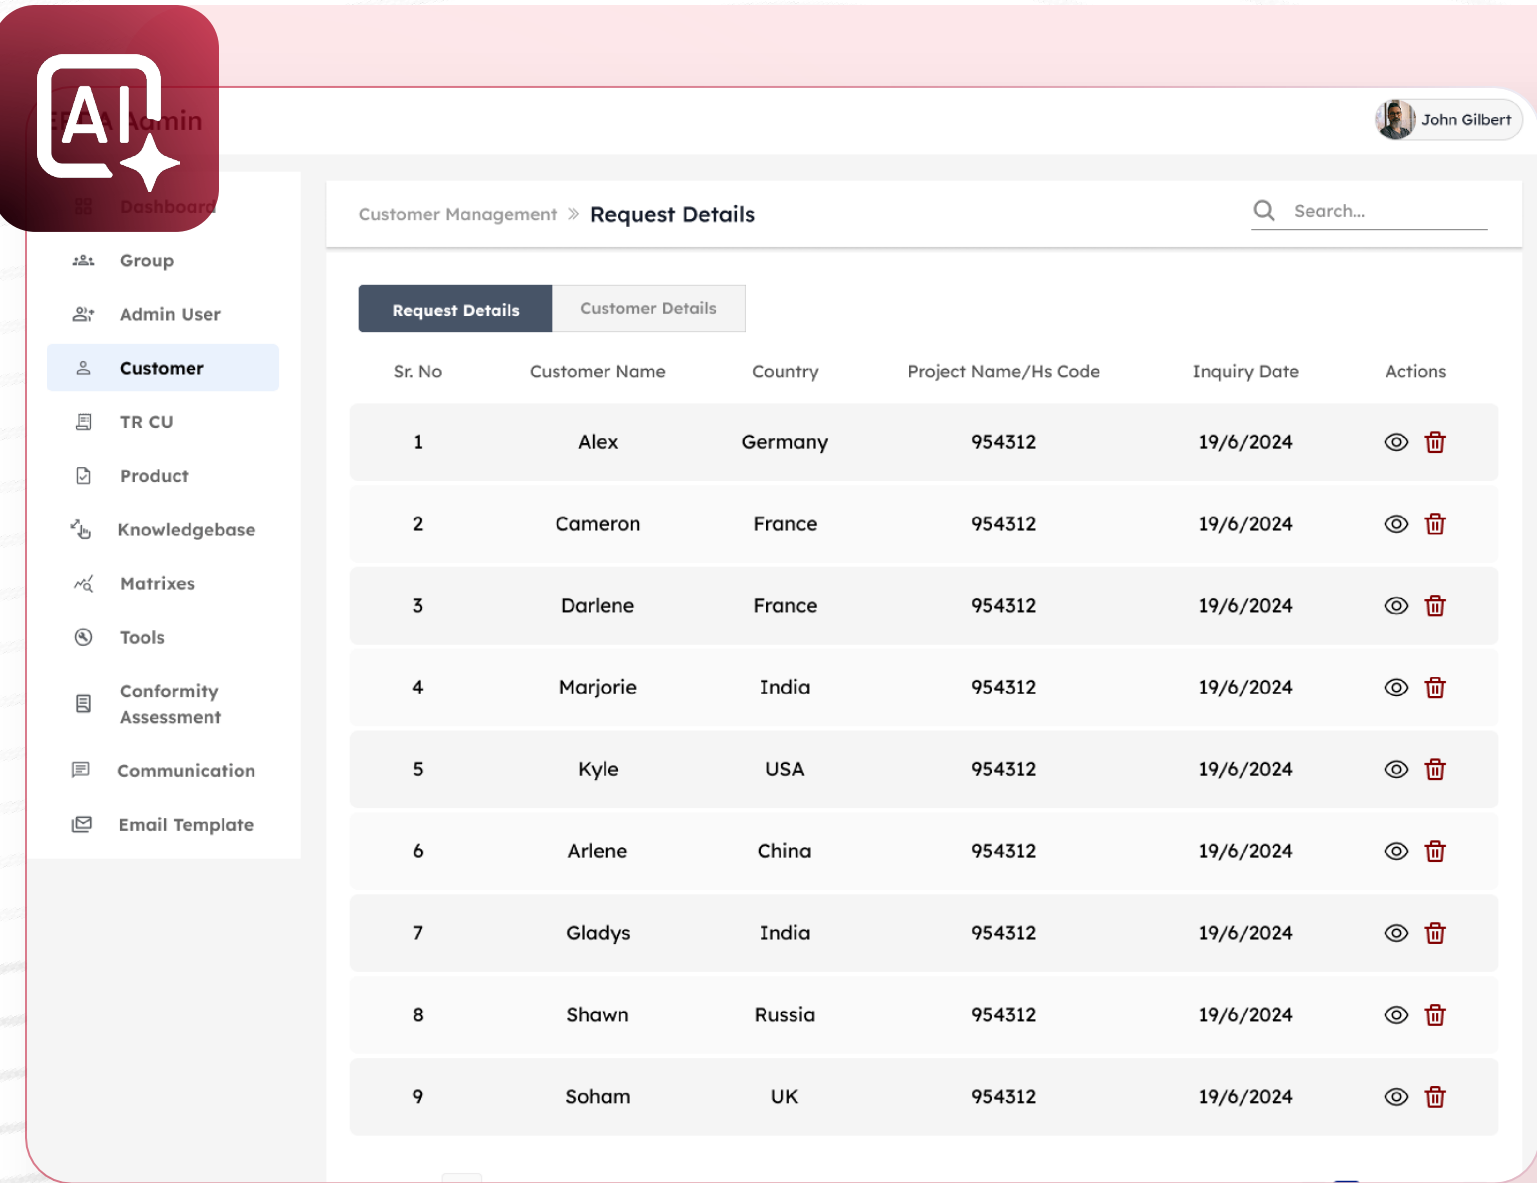 AI
Admin
John Gilbert
Dashboard
Customer Management » Request Details
Search...
Group
Admin User
Customer
TR CU
Product
Knowledgebase
Matrixes
Tools
Conformity
Assessment
Communication
Email Template
Request Details
Customer Details
Sr. No Customer Name Country Project Name/Hs Code Inquiry Date Actions
1 Alex Germany 954312 19/6/2024
2 Cameron France 954312 19/6/2024
3 Darlene France 954312 19/6/2024
4 Marjorie India 954312 19/6/2024
5 Kyle USA 954312 19/6/2024
6 Arlene China 954312 19/6/2024
7 Gladys India 954312 19/6/2024
8 Shawn Russia 954312 19/6/2024
9 Soham UK 954312 19/6/2024